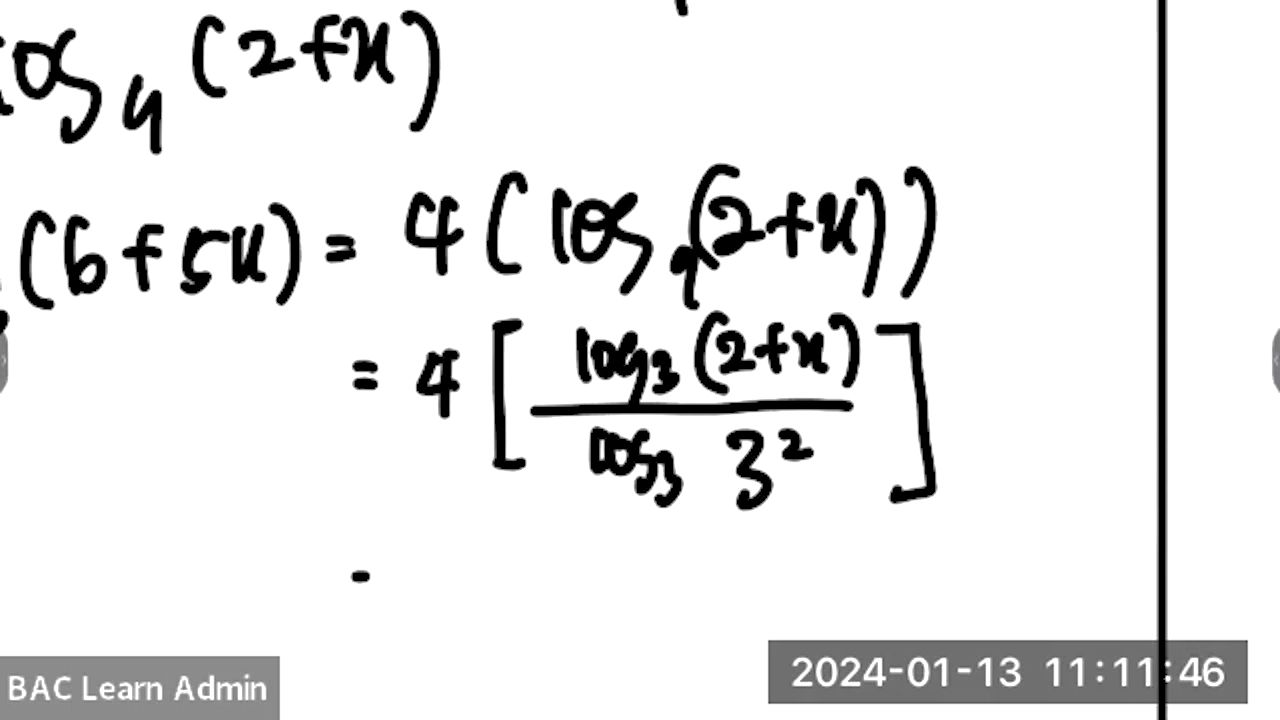 log₄ (2+x)
(6+5x) = 4(log₉(2+x))
= 4 [ log₃ (2+x) / log₃ 3² ]
-
BAC Learn Admin
2024-01-13 11:11:46